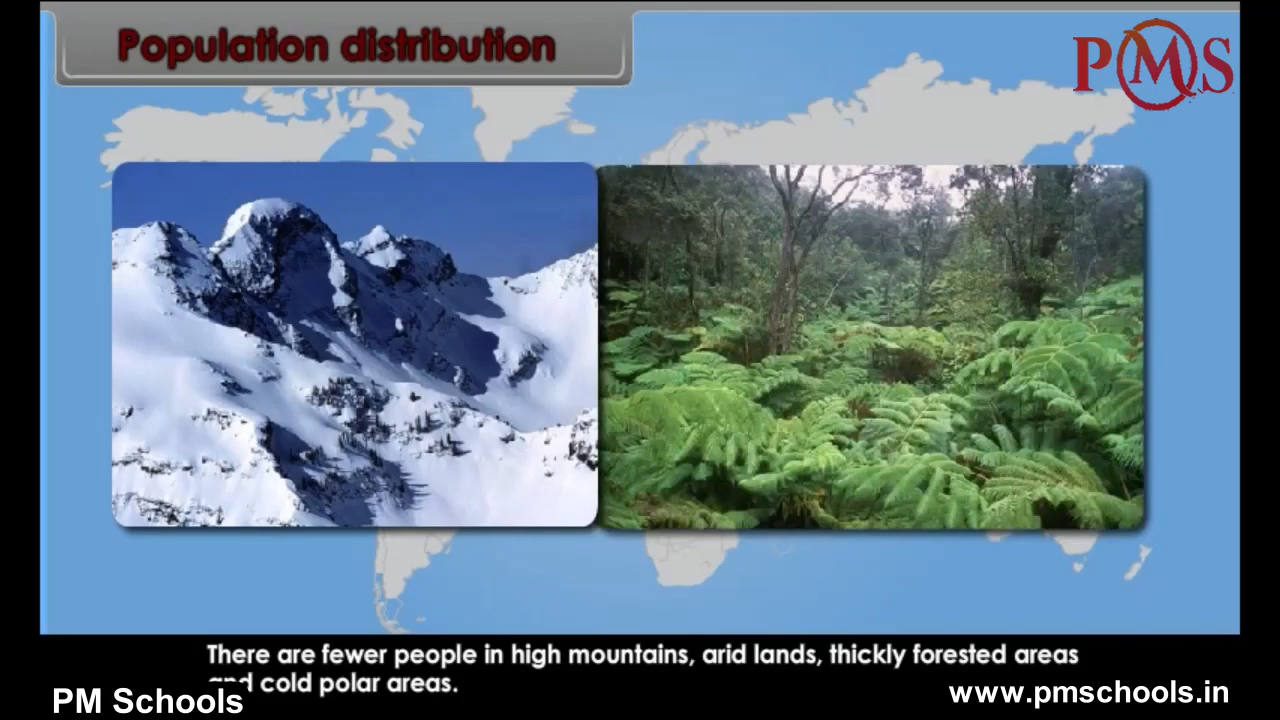 Population distribution
PMS
There are fewer people in high mountains, arid lands, thickly forested areas
and cold polar areas.
PM Schools
www.pmschools.in